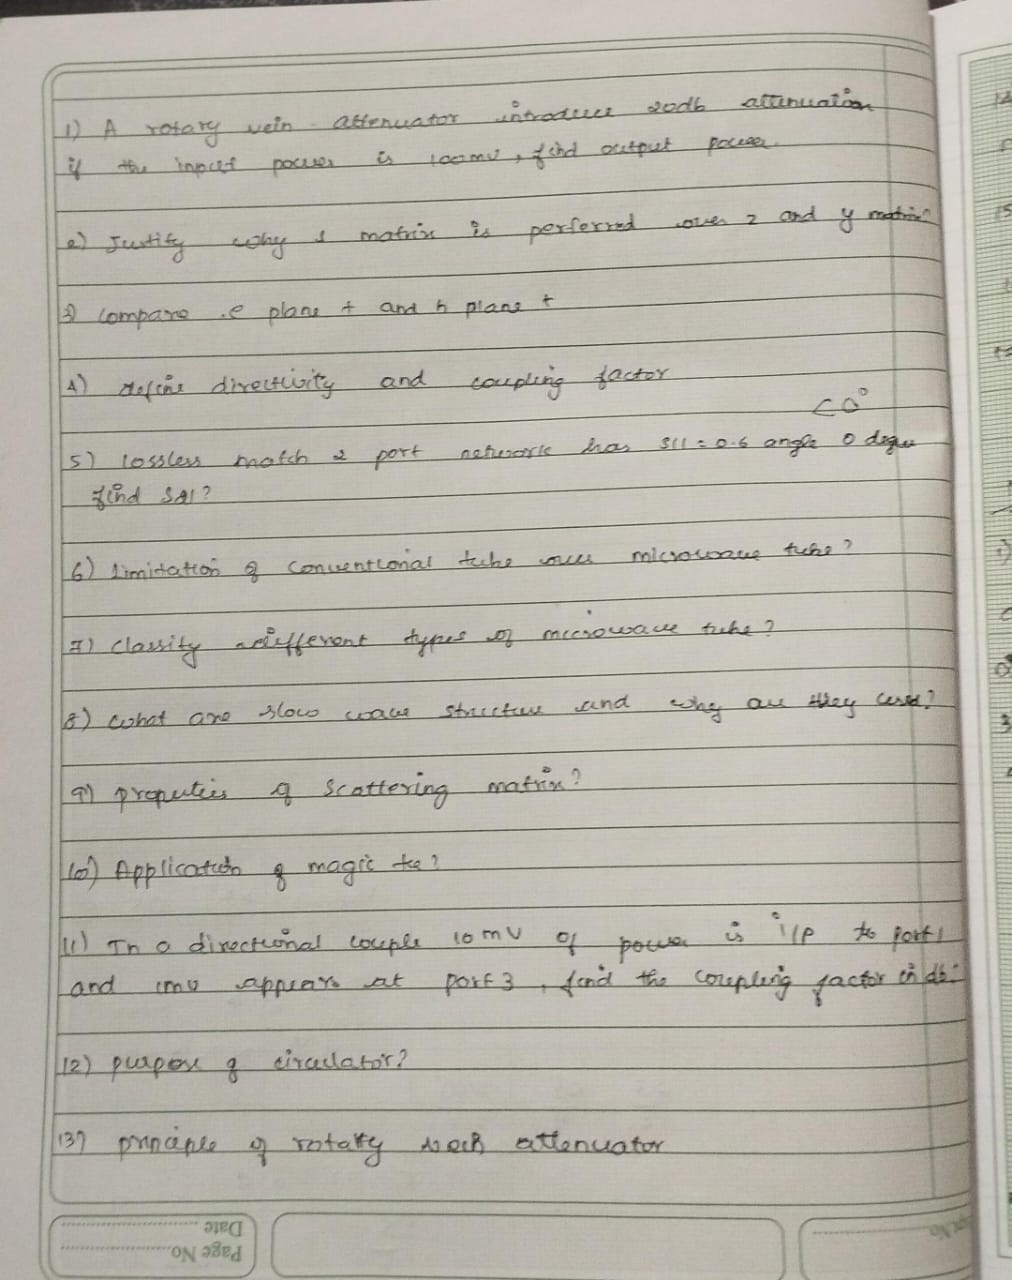 1) A rotary vein attenuator introduces 20db attenuation
if the input power is 100mv, find output power.
2) Justify why s matrix is perferred over z and y matrix
3) compare e plane t and h plane t
4) define directivity and coupling factor
<0°
5) lossless match 2 port network has s11 = 0.6 angle 0 degree
find s21?
6) limitation of conventional tube over microwave tube?
7) classify different types of microwave tube?
8) what are slow wave structure and why are they used?
9) properties of scattering matrix?
10) Application of magic tee?
11) In a directional couple 10mv of power is i/p to port 1
and 1mv appears at port 3, find the coupling factor in db.
12) purpose of circulator?
13) principle of rotary attenuator
Page No.
Date